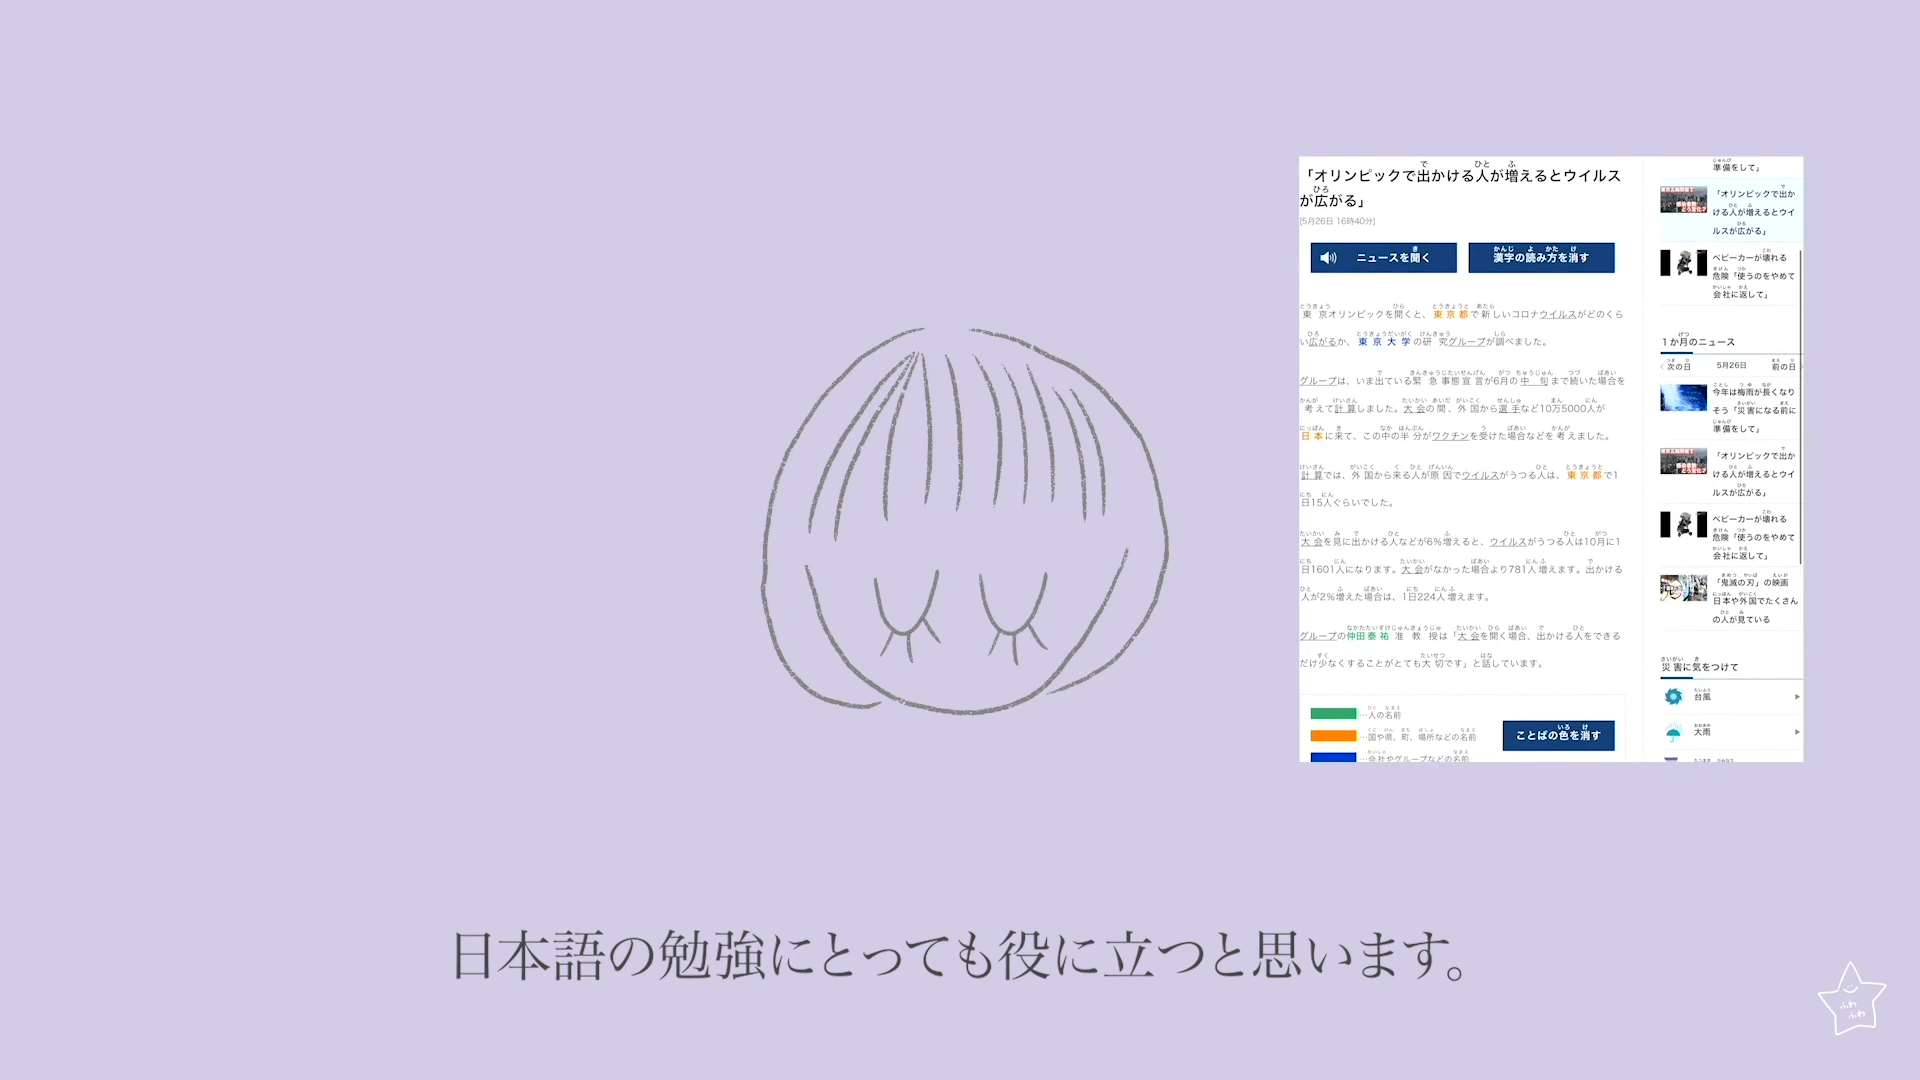 「オリンピックで出かける人が増えるとウイルス
が広がる」
[5月26日 16時40分]
ニュースを聞く
漢字の読み方を消す
東京オリンピックを開くと、東京都で新しいコロナウイルスがどのくら
い広がるか、東京大学の研究グループが調べました。
グループは、いま出ている緊急事態宣言が6月の中旬まで続いた場合を
考えて計算しました。大会の間、外国から選手など10万5000人が
日本に来て、この中の半分がワクチンを受けた場合などを考えました。
計算では、外国から来る人が原因でウイルスがうつる人は、東京都で1
日15人ぐらいでした。
大会を見に出かける人などが6%増えると、ウイルスがうつる人は10月に1
日1601人になります。大会がなかった場合より781人増えます。出かける
人が2%増えた場合は、1日224人増えます。
グループの仲田泰祐准教授は「大会を開く場合、出かける人をできる
だけ少なくすることがとても大切です」と話しています。
…人の名前
…国や県、町、場所などの名前
…会社やグループなどの名前
ことばの色を消す
準備をして」
「オリンピックで出か
ける人が増えるとウイ
ルスが広がる」
ベビーカーが壊れる
危険「使うのをやめて
会社に返して」
1か月のニュース
次の日
5月26日
前の日
今年は梅雨が長くなり
そう「災害になる前に
準備をして」
「オリンピックで出か
ける人が増えるとウイ
ルスが広がる」
ベビーカーが壊れる
危険「使うのをやめて
会社に返して」
「鬼滅の刃」の映画
日本や外国でたくさん
の人が見ている
災害に気をつけて
台風
大雨
日本語の勉強にとっても役に立つと思います。
ふわ
ふわ